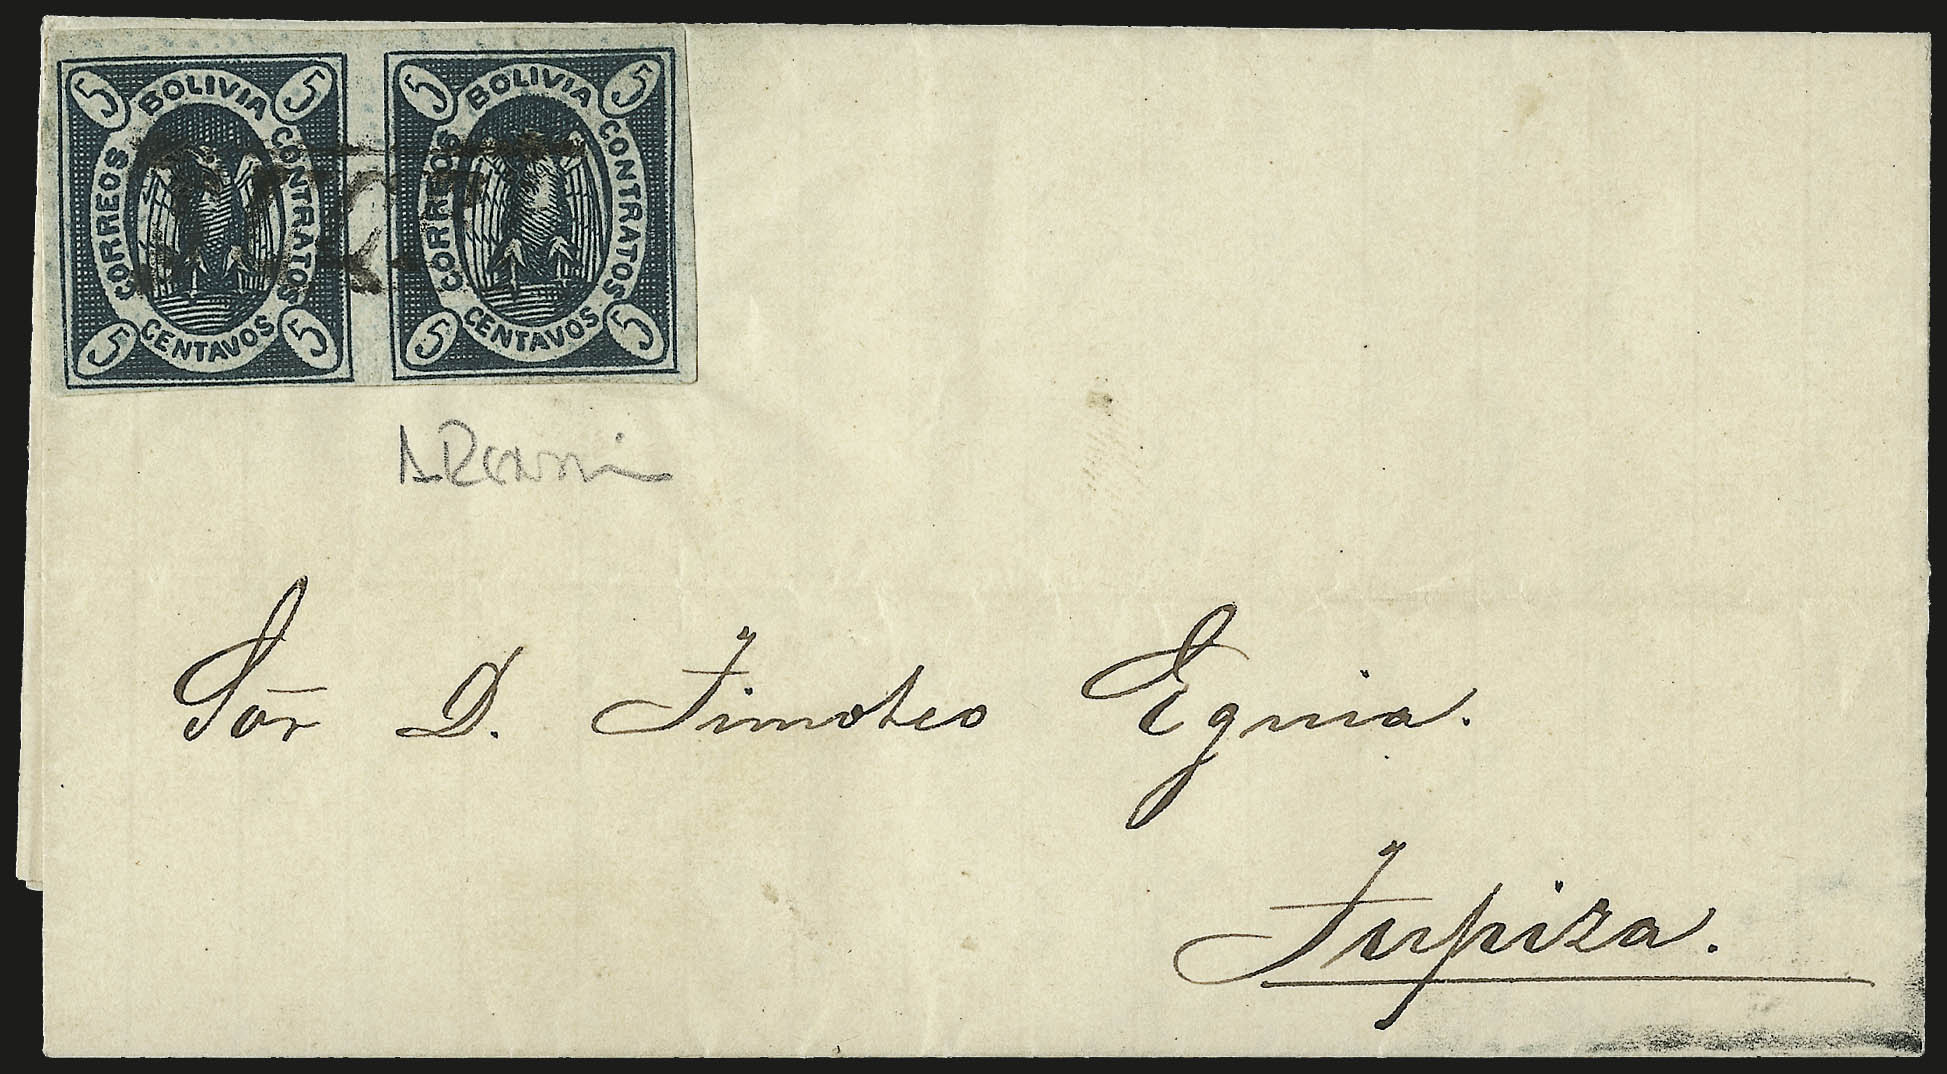 5 BOLIVIA 5
CORREOS CONTRATOS
5 CENTAVOS 5
5 BOLIVIA 5
CORREOS CONTRATOS
5 CENTAVOS 5
Sõr D. Timoteo Eguia.
Tupiza.